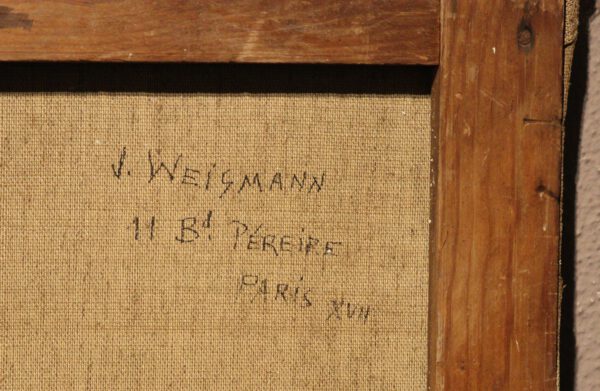 J. WEISMANN
11 Bd PÉREIRE
PARIS XVII